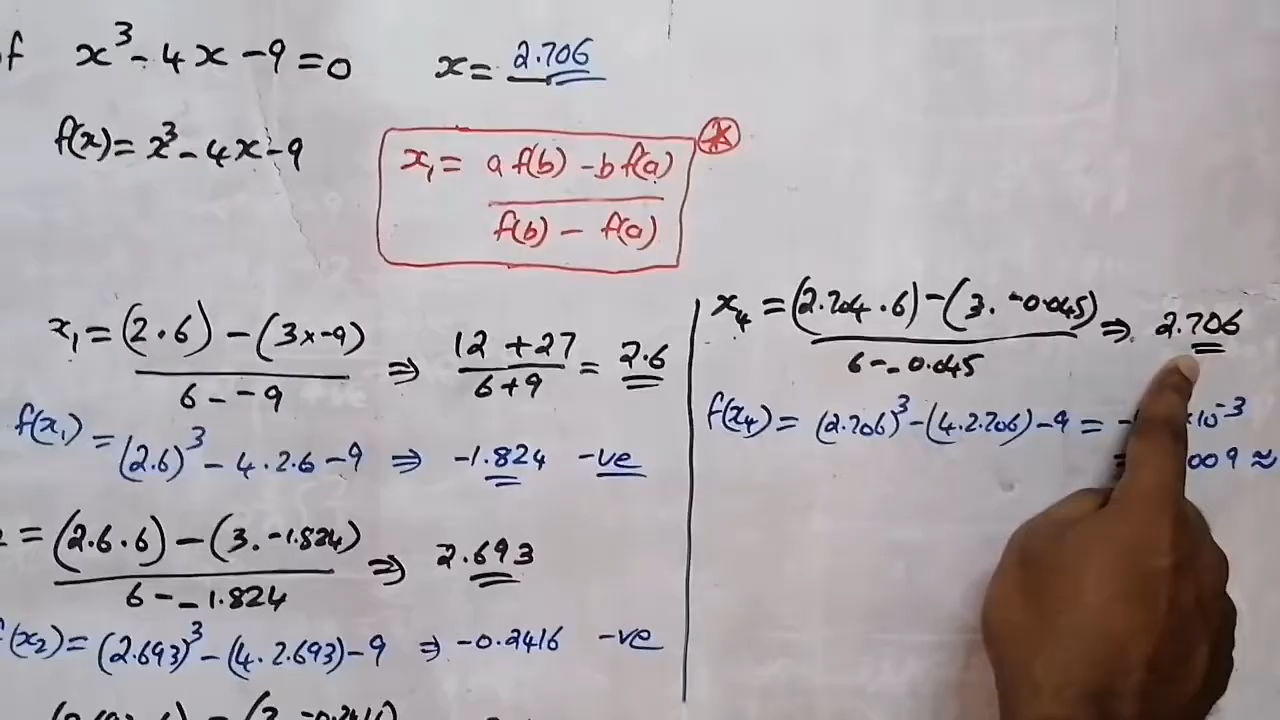 of x³ - 4x - 9 = 0 x = 2.706
f(x) = x³ - 4x - 9
x₁ = a f(b) - b f(a)
f(b) - f(a)
x₁ = (2.6) - (3x-9) ⇒ 12 + 27 = 2.6
6 - - 9 6 + 9
f(x₁) = (2.6)³ - 4.2.6 - 9 ⇒ -1.824 -ve
= (2.6.6) - (3.-1.824) ⇒ 2.693
6 - - 1.824
f(x₂) = (2.693)³ - (4.2.693) - 9 ⇒ -0.2416 -ve
x₄ = (2.704.6) - (3.-0.045) ⇒ 2.706
6 - - 0.045
f(x₄) = (2.706)³ - (4.2.706) - 9 = - ×10⁻³
009 ≈